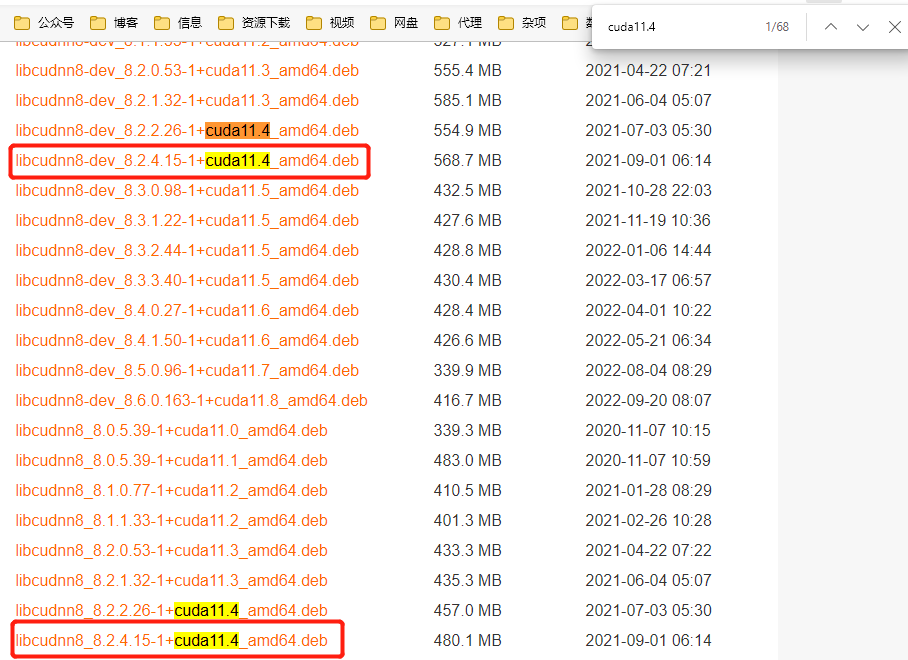 公众号 博客 信息 资源下载 视频 网盘 代理 杂项
cuda11.4 1/68
libcudnn8-dev_8.1.1.33-1+cuda11.2_amd64.deb 527.1 MB
libcudnn8-dev_8.2.0.53-1+cuda11.3_amd64.deb 555.4 MB 2021-04-22 07:21
libcudnn8-dev_8.2.1.32-1+cuda11.3_amd64.deb 585.1 MB 2021-06-04 05:07
libcudnn8-dev_8.2.2.26-1+cuda11.4_amd64.deb 554.9 MB 2021-07-03 05:30
libcudnn8-dev_8.2.4.15-1+cuda11.4_amd64.deb 568.7 MB 2021-09-01 06:14
libcudnn8-dev_8.3.0.98-1+cuda11.5_amd64.deb 432.5 MB 2021-10-28 22:03
libcudnn8-dev_8.3.1.22-1+cuda11.5_amd64.deb 427.6 MB 2021-11-19 10:36
libcudnn8-dev_8.3.2.44-1+cuda11.5_amd64.deb 428.8 MB 2022-01-06 14:44
libcudnn8-dev_8.3.3.40-1+cuda11.5_amd64.deb 430.4 MB 2022-03-17 06:57
libcudnn8-dev_8.4.0.27-1+cuda11.6_amd64.deb 428.4 MB 2022-04-01 10:22
libcudnn8-dev_8.4.1.50-1+cuda11.6_amd64.deb 426.6 MB 2022-05-21 06:34
libcudnn8-dev_8.5.0.96-1+cuda11.7_amd64.deb 339.9 MB 2022-08-04 08:29
libcudnn8-dev_8.6.0.163-1+cuda11.8_amd64.deb 416.7 MB 2022-09-20 08:07
libcudnn8_8.0.5.39-1+cuda11.0_amd64.deb 339.3 MB 2020-11-07 10:15
libcudnn8_8.0.5.39-1+cuda11.1_amd64.deb 483.0 MB 2020-11-07 10:59
libcudnn8_8.1.0.77-1+cuda11.2_amd64.deb 410.5 MB 2021-01-28 08:29
libcudnn8_8.1.1.33-1+cuda11.2_amd64.deb 401.3 MB 2021-02-26 10:28
libcudnn8_8.2.0.53-1+cuda11.3_amd64.deb 433.3 MB 2021-04-22 07:22
libcudnn8_8.2.1.32-1+cuda11.3_amd64.deb 435.3 MB 2021-06-04 05:07
libcudnn8_8.2.2.26-1+cuda11.4_amd64.deb 457.0 MB 2021-07-03 05:30
libcudnn8_8.2.4.15-1+cuda11.4_amd64.deb 480.1 MB 2021-09-01 06:14